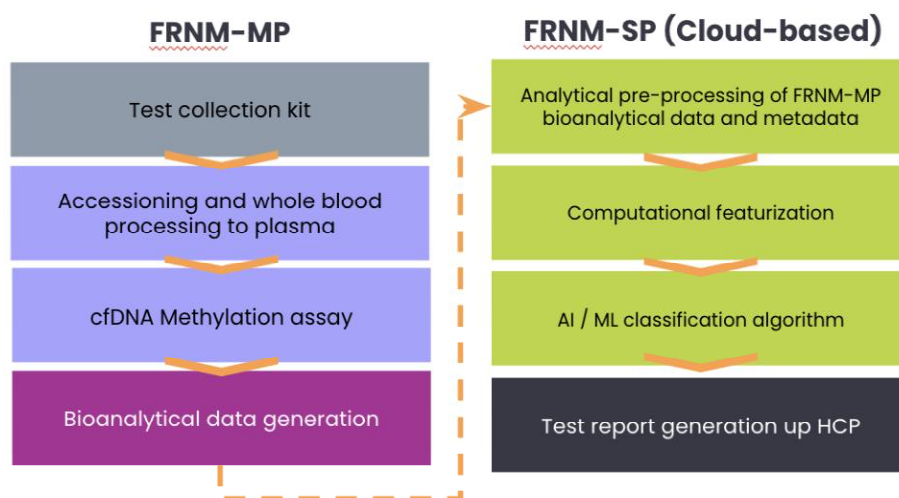 FRNM-MP
Test collection kit
Accessioning and whole blood
processing to plasma
cfDNA Methylation assay
Bioanalytical data generation
FRNM-SP (Cloud-based)
Analytical pre-processing of FRNM-MP
bioanalytical data and metadata
Computational featurization
AI / ML classification algorithm
Test report generation up HCP